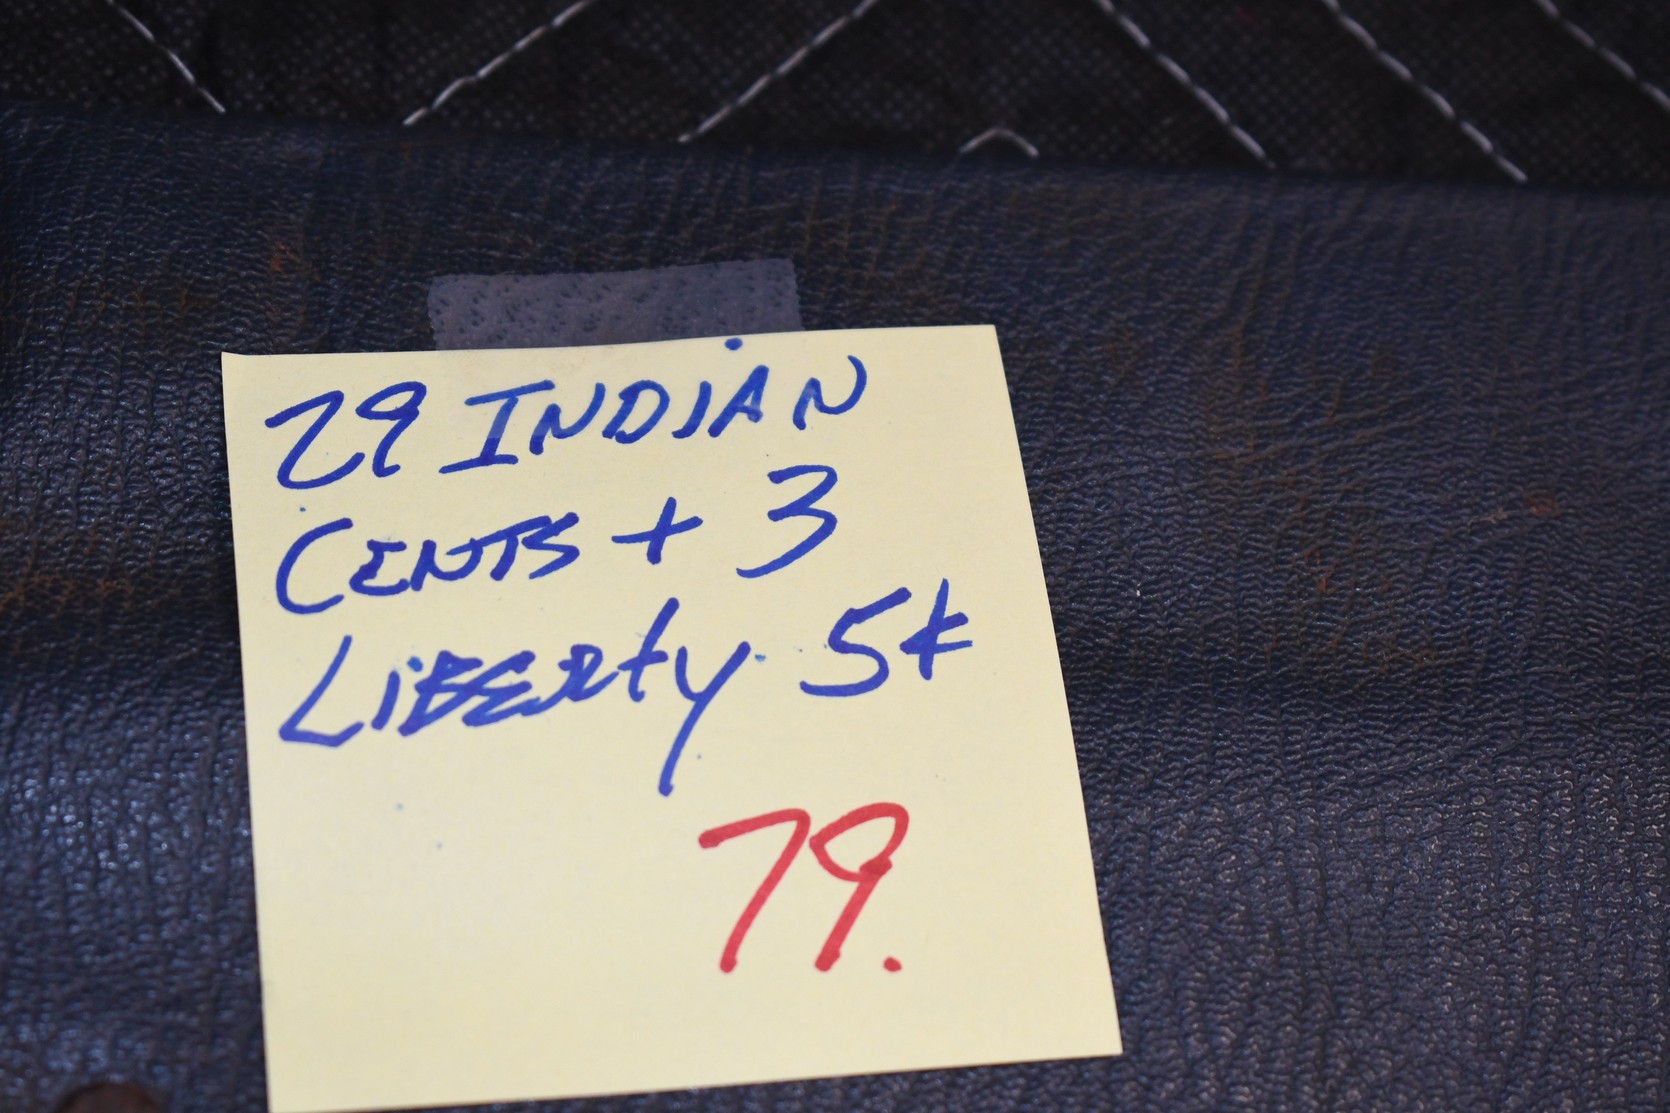 29 INDIAN
CENTS + 3
LIBERTY 5¢
79.